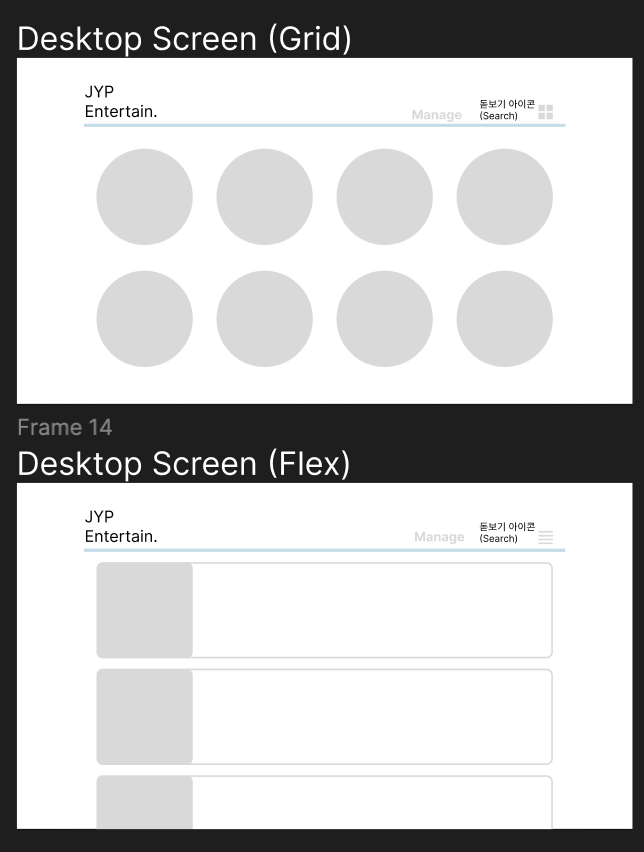 Desktop Screen (Grid)
JYP
Entertain.
Manage
돋보기 아이콘
(Search)
Frame 14
Desktop Screen (Flex)
JYP
Entertain.
Manage
돋보기 아이콘
(Search)